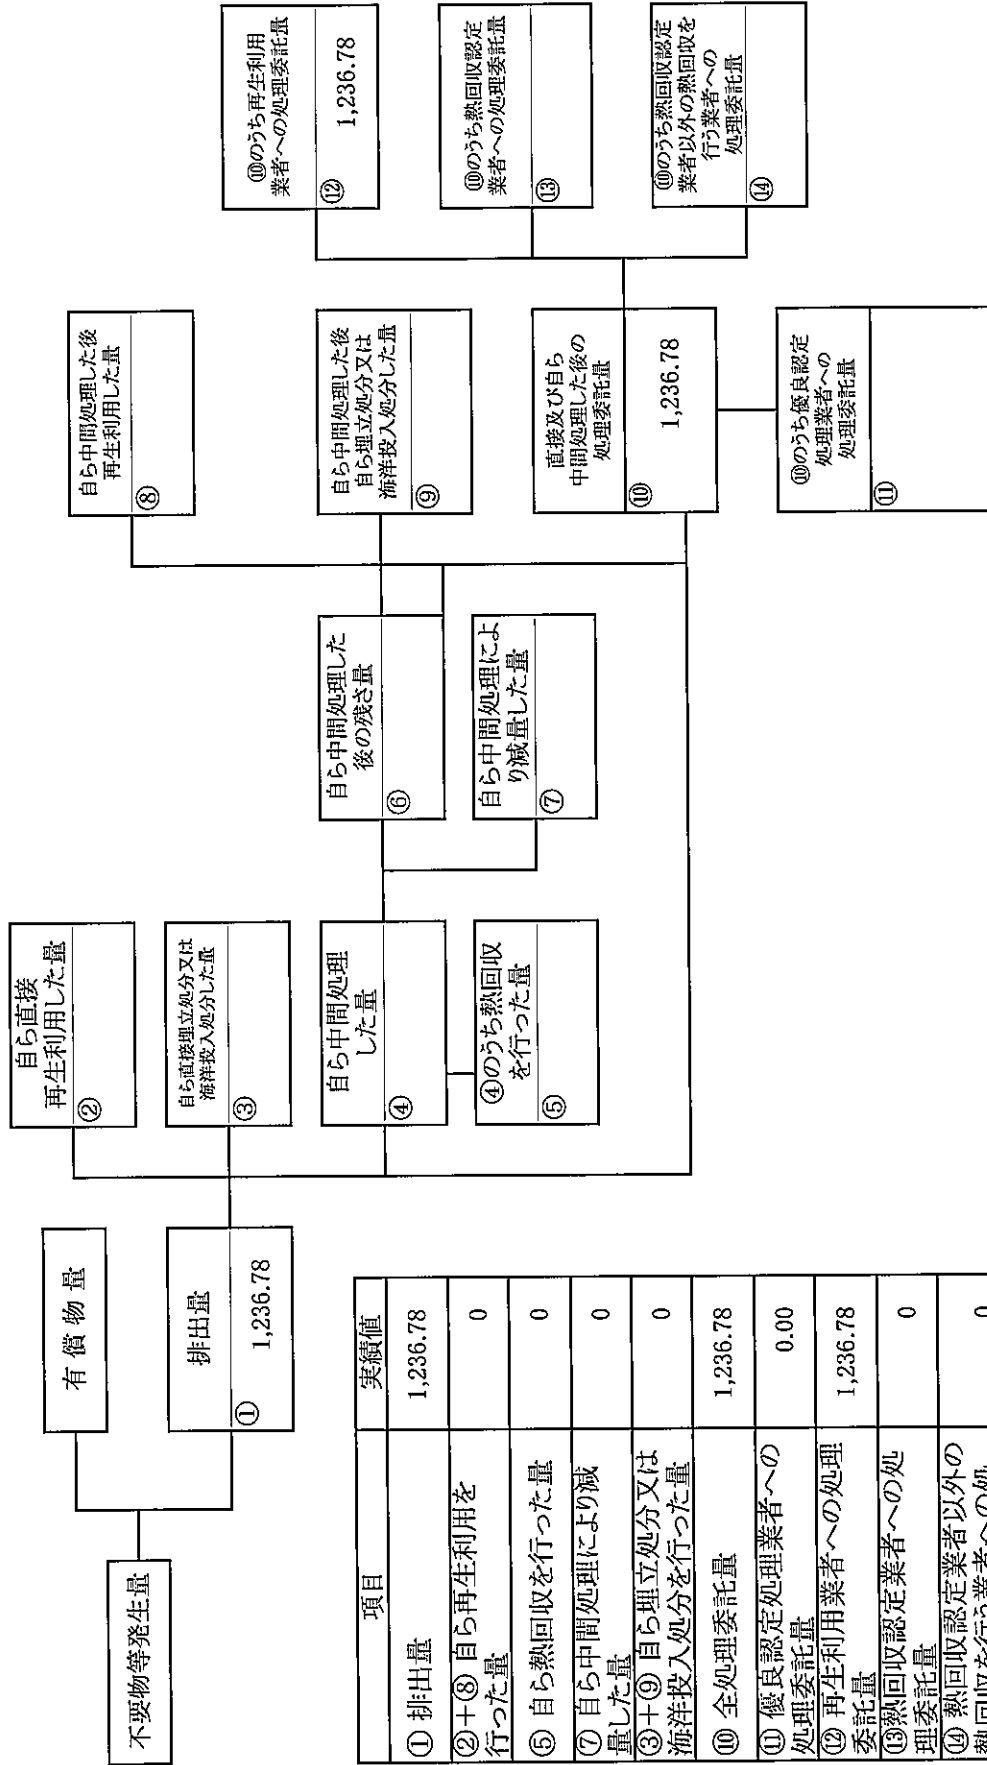 不要物等発生量
有償物量
排出量
①
1,236.78
自ら直接
再生利用した量
②
自ら直接埋立処分又は
海洋投入処分した量
③
自ら中間処理
した量
④
④のうち熱回収
を行った量
⑤
自ら中間処理した
後の残さ量
⑥
自ら中間処理によ
り減量した量
⑦
自ら中間処理した後
再生利用した量
⑧
自ら中間処理した後
自ら埋立処分又は
海洋投入処分した量
⑨
直接及び自ら
中間処理した後の
処理委託量
⑩
1,236.78
⑩のうち優良認定
処理業者への
処理委託量
⑪
⑩のうち再生利用
業者への処理委託量
⑫
1,236.78
⑩のうち熱回収認定
業者への処理委託量
⑬
⑩のうち熱回収認定
業者以外の熱回収を
行う業者への
処理委託量
⑭
項目 実績値
①排出量 1,236.78
②+⑧ 自ら再生利用を
行った量 0
⑤ 自ら熱回収を行った量 0
⑦ 自ら中間処理により減
量した量 0
③+⑨ 自ら埋立処分又は
海洋投入処分を行った量 0
⑩ 全処理委託量 1,236.78
⑪ 優良認定処理業者への
処理委託量 0.00
⑫ 再生利用業者への処理
委託量 1,236.78
⑬熱回収認定業者への処
理委託量 0
⑭ 熱回収認定業者以外の
熱回収を行う業者への処 0